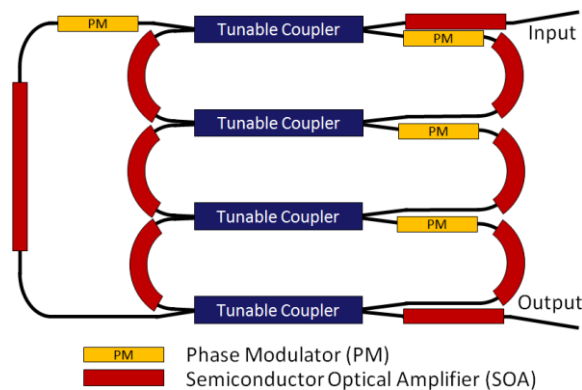 PM
Tunable Coupler
Input
PM
Tunable Coupler
PM
Tunable Coupler
PM
Output
Tunable Coupler
PM Phase Modulator (PM)
Semiconductor Optical Amplifier (SOA)